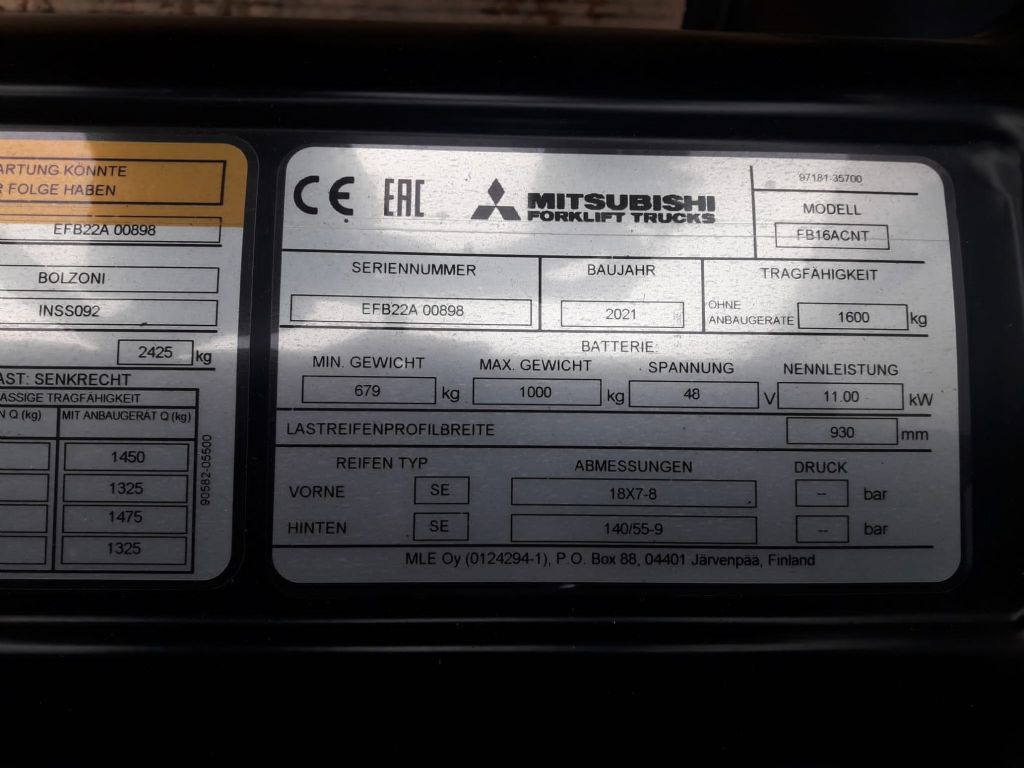 ARTUNG KÖNNTE
R FOLGE HABEN
EFB22A 00898
BOLZONI
INSS092
2425 kg
AST: SENKRECHT
ÄSSIGE TRAGFÄHIGKEIT
N Q (kg) MIT ANBAUGERÄT Q (kg)
1450
1325
1475
1325
90582-05500
CE EAC MITSUBISHI
FORKLIFT TRUCKS
97181-35700
MODELL
FB16ACNT
SERIENNUMMER BAUJAHR TRAGFÄHIGKEIT
EFB22A 00898 2021 OHNE ANBAUGERÄTE 1600 kg
BATTERIE:
MIN. GEWICHT MAX. GEWICHT SPANNUNG NENNLEISTUNG
679 kg 1000 kg 48 V 11.00 kW
LASTREIFENPROFILBREITE 930 mm
REIFEN TYP ABMESSUNGEN DRUCK
VORNE SE 18X7-8 -- bar
HINTEN SE 140/55-9 -- bar
MLE Oy (0124294-1), P.O. Box 88, 04401 Järvenpää, Finland